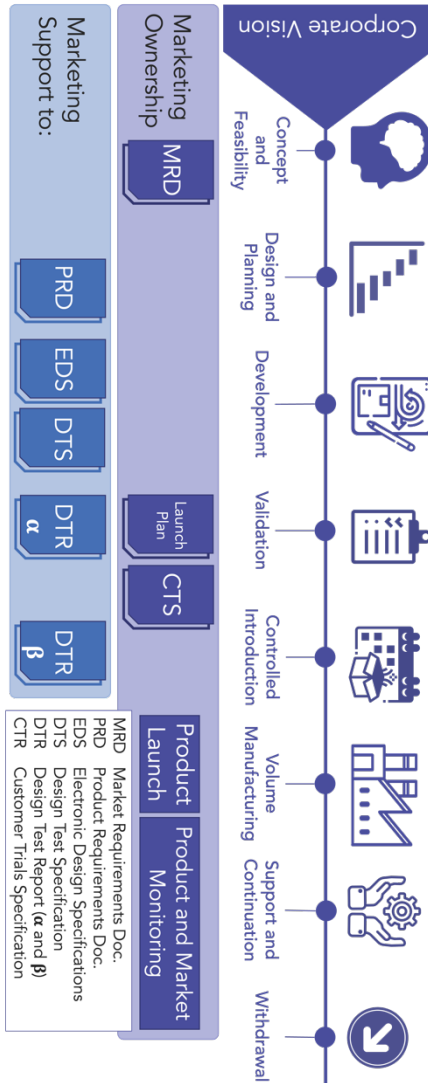 Corporate Vision
Concept
and
Feasibility
Design and
Planning
Development
Validation
Controlled
Introduction
Volume
Manufacturing
Support and
Continuation
Withdrawal
Marketing
Ownership
MRD
Launch
Plan
CTS
Product
Launch
Product and Market
Monitoring
Marketing
Support to:
PRD
EDS
DTS
DTR
α
DTR
β
MRD Market Requirements Doc.
PRD Product Requirements Doc.
EDS Electronic Design Specifications
DTS Design Test Specification
DTR Design Test Report (α and β)
CTR Customer Trials Specification